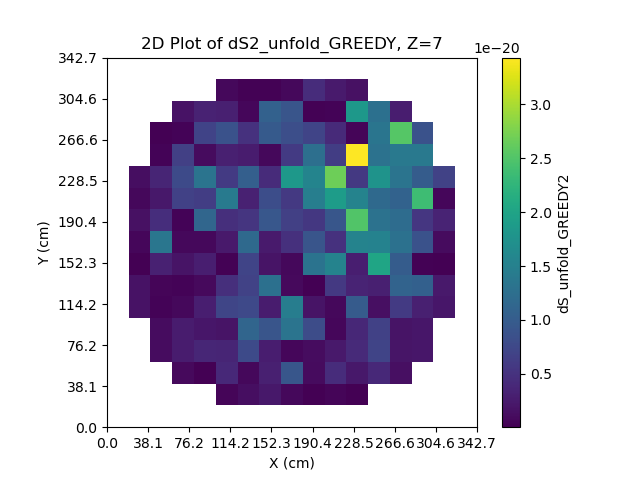 2D Plot of dS2_unfold_GREEDY, Z=7
1e−20
342.7
304.6
266.6
228.5
190.4
152.3
114.2
76.2
38.1
0.0
Y (cm)
0.0 38.1 76.2 114.2 152.3 190.4 228.5 266.6 304.6 342.7
X (cm)
3.0
2.5
2.0
1.5
1.0
0.5
dS_unfold_GREEDY2